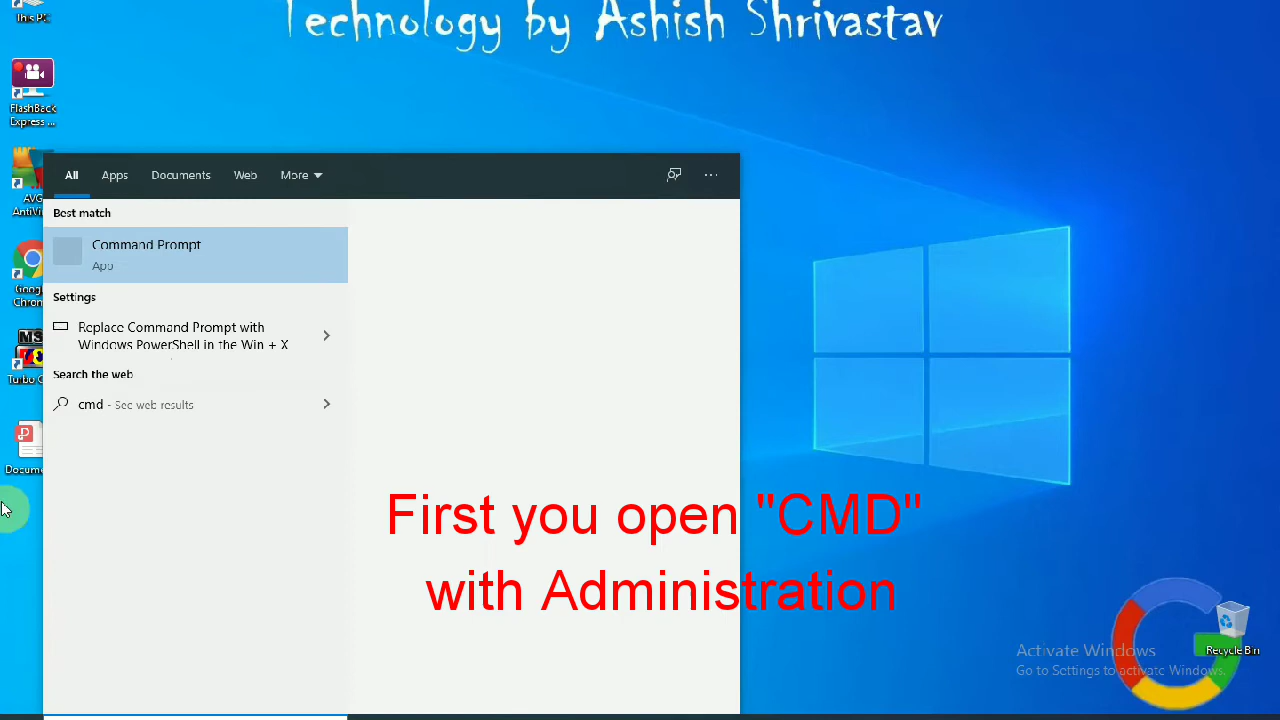 Technology by Ashish Shrivastav
This PC
FlashBack
Express ...
All
Apps
Documents
Web
More
...
AVG
Best match
Command Prompt
App
Settings
Replace Command Prompt with
Windows PowerShell in the Win + X
Search the web
cmd - See web results
First you open "CMD"
with Administration
Activate Windows
Go to Settings to activate Windows.
Recycle Bin